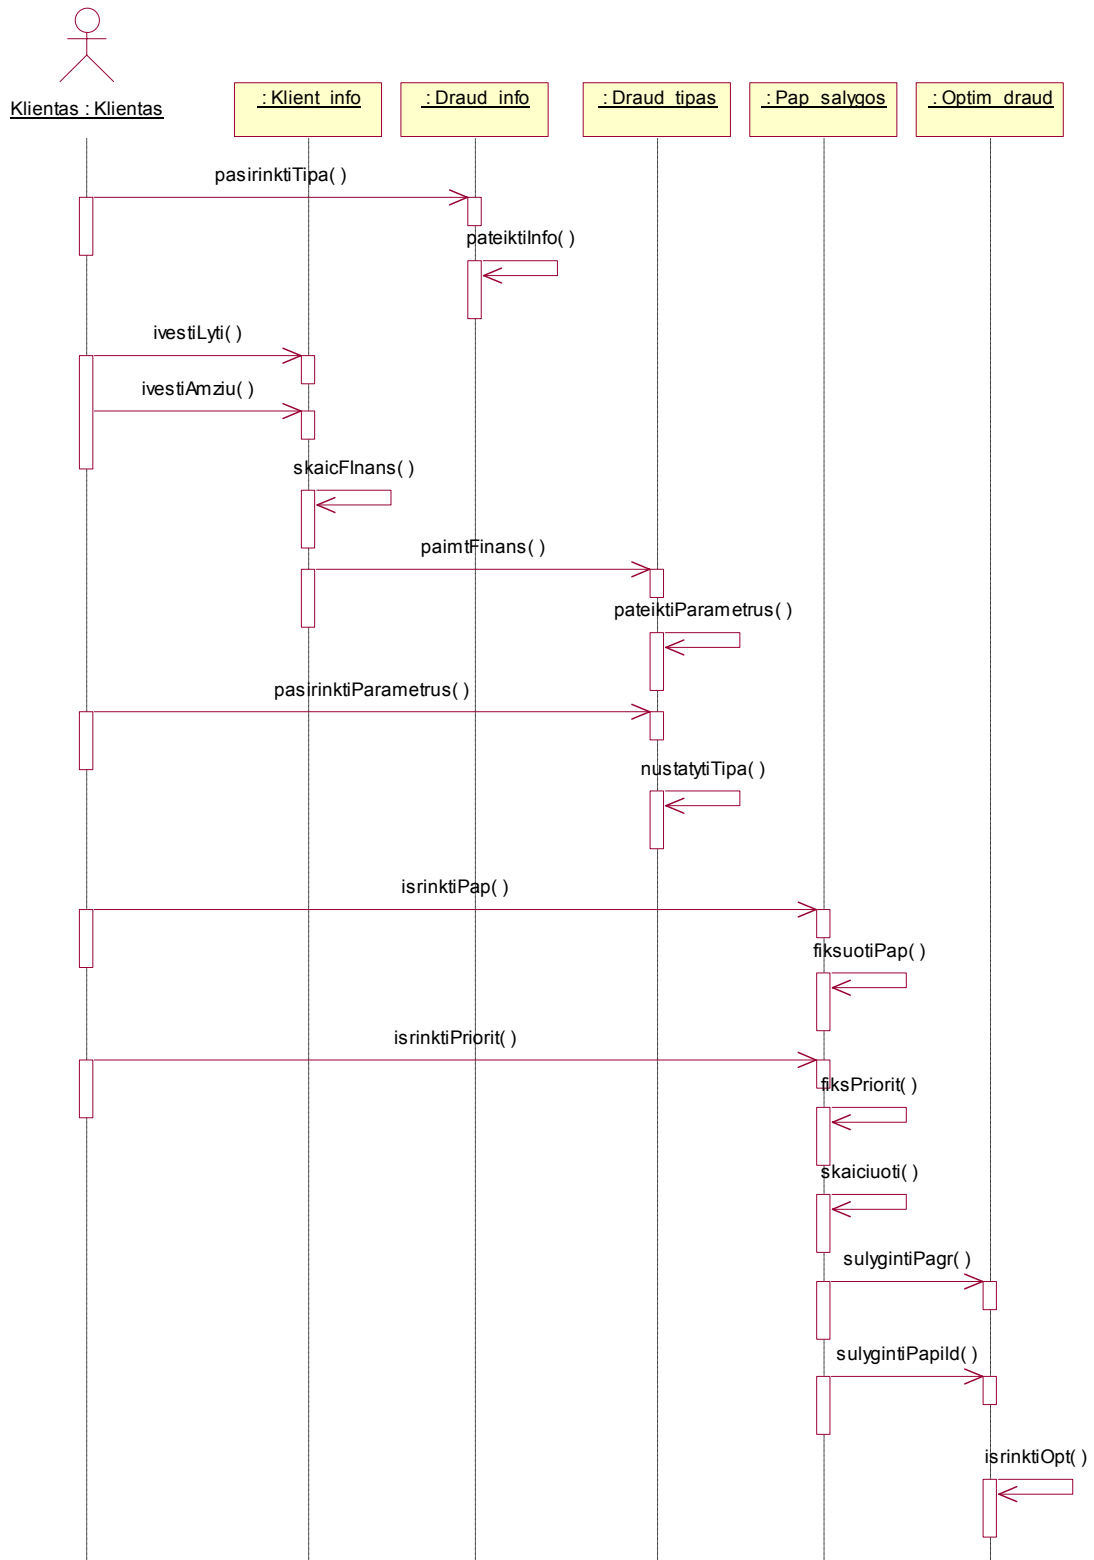 Klientas : Klientas
: Klient_info
: Draud_info
: Draud_tipas
: Pap_salygos
: Optim_draud
pasirinktiTipa( )
pateiktiInfo( )
ivestiLyti( )
ivestiAmziu( )
skaicFInans( )
paimtFinans( )
pateiktiParametrus( )
pasirinktiParametrus( )
nustatytiTipa( )
isrinktiPap( )
fiksuotiPap( )
isrinktiPriorit( )
fiksPriorit( )
skaiciuoti( )
sulygintiPagr( )
sulygintiPapild( )
isrinktiOpt( )